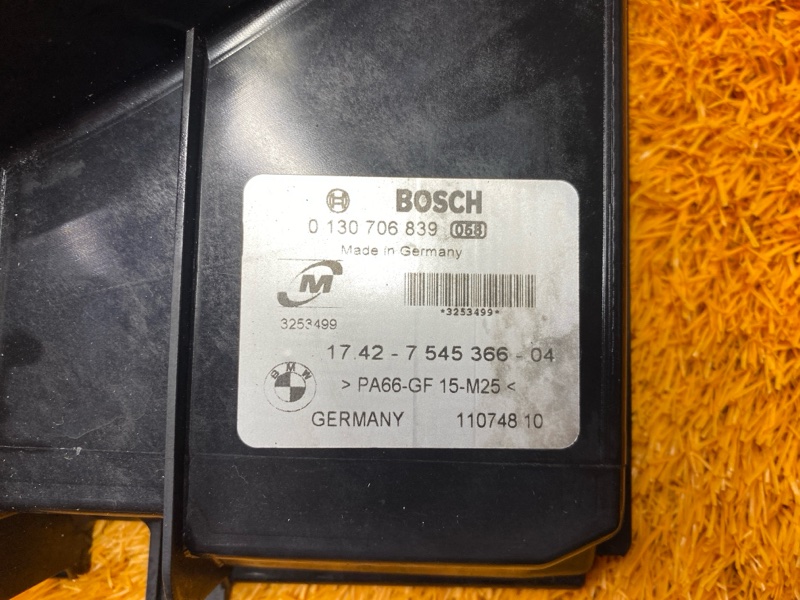 BOSCH
0 130 706 839 058
Made in Germany
M
*3253499*
3253499
17.42 - 7 545 366 - 04
BMW
> PA66-GF 15-M25 <
GERMANY 110748 10